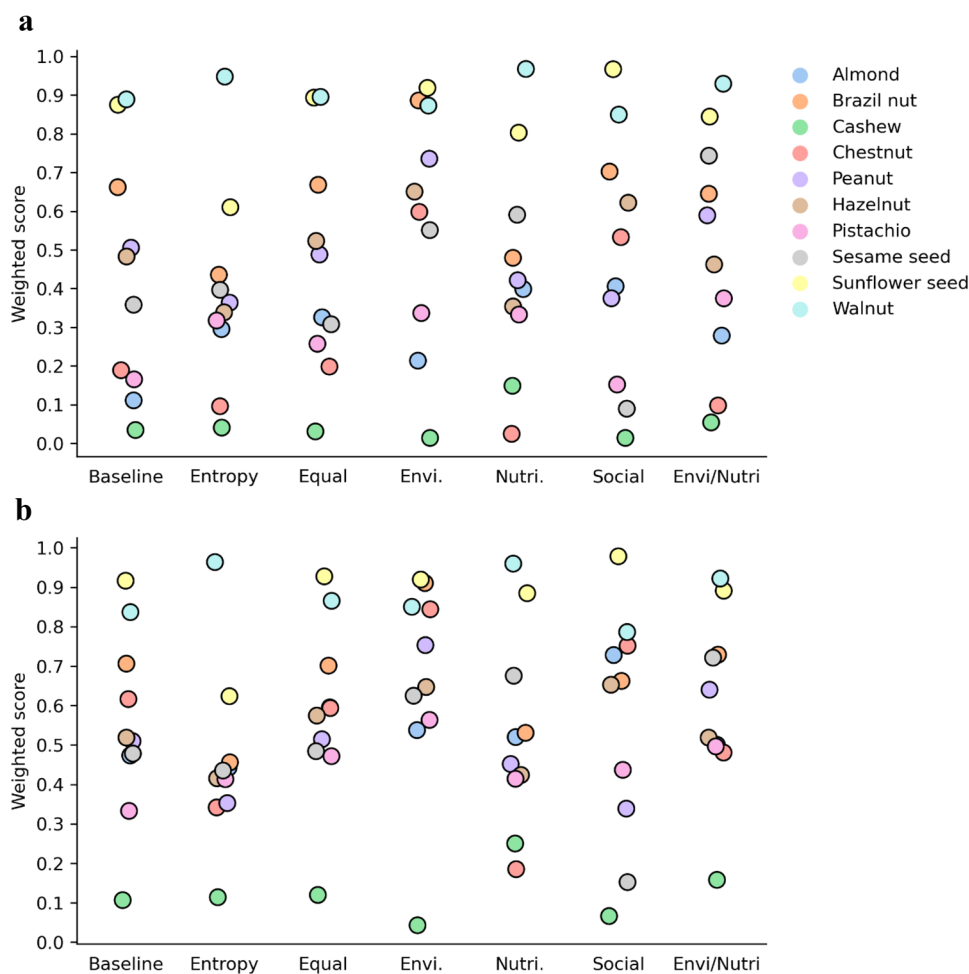 a
Weighted score
1.0
0.9
0.8
0.7
0.6
0.5
0.4
0.3
0.2
0.1
0.0
Baseline Entropy Equal Envi. Nutri. Social Envi/Nutri
Almond
Brazil nut
Cashew
Chestnut
Peanut
Hazelnut
Pistachio
Sesame seed
Sunflower seed
Walnut
b
Weighted score
1.0
0.9
0.8
0.7
0.6
0.5
0.4
0.3
0.2
0.1
0.0
Baseline Entropy Equal Envi. Nutri. Social Envi/Nutri